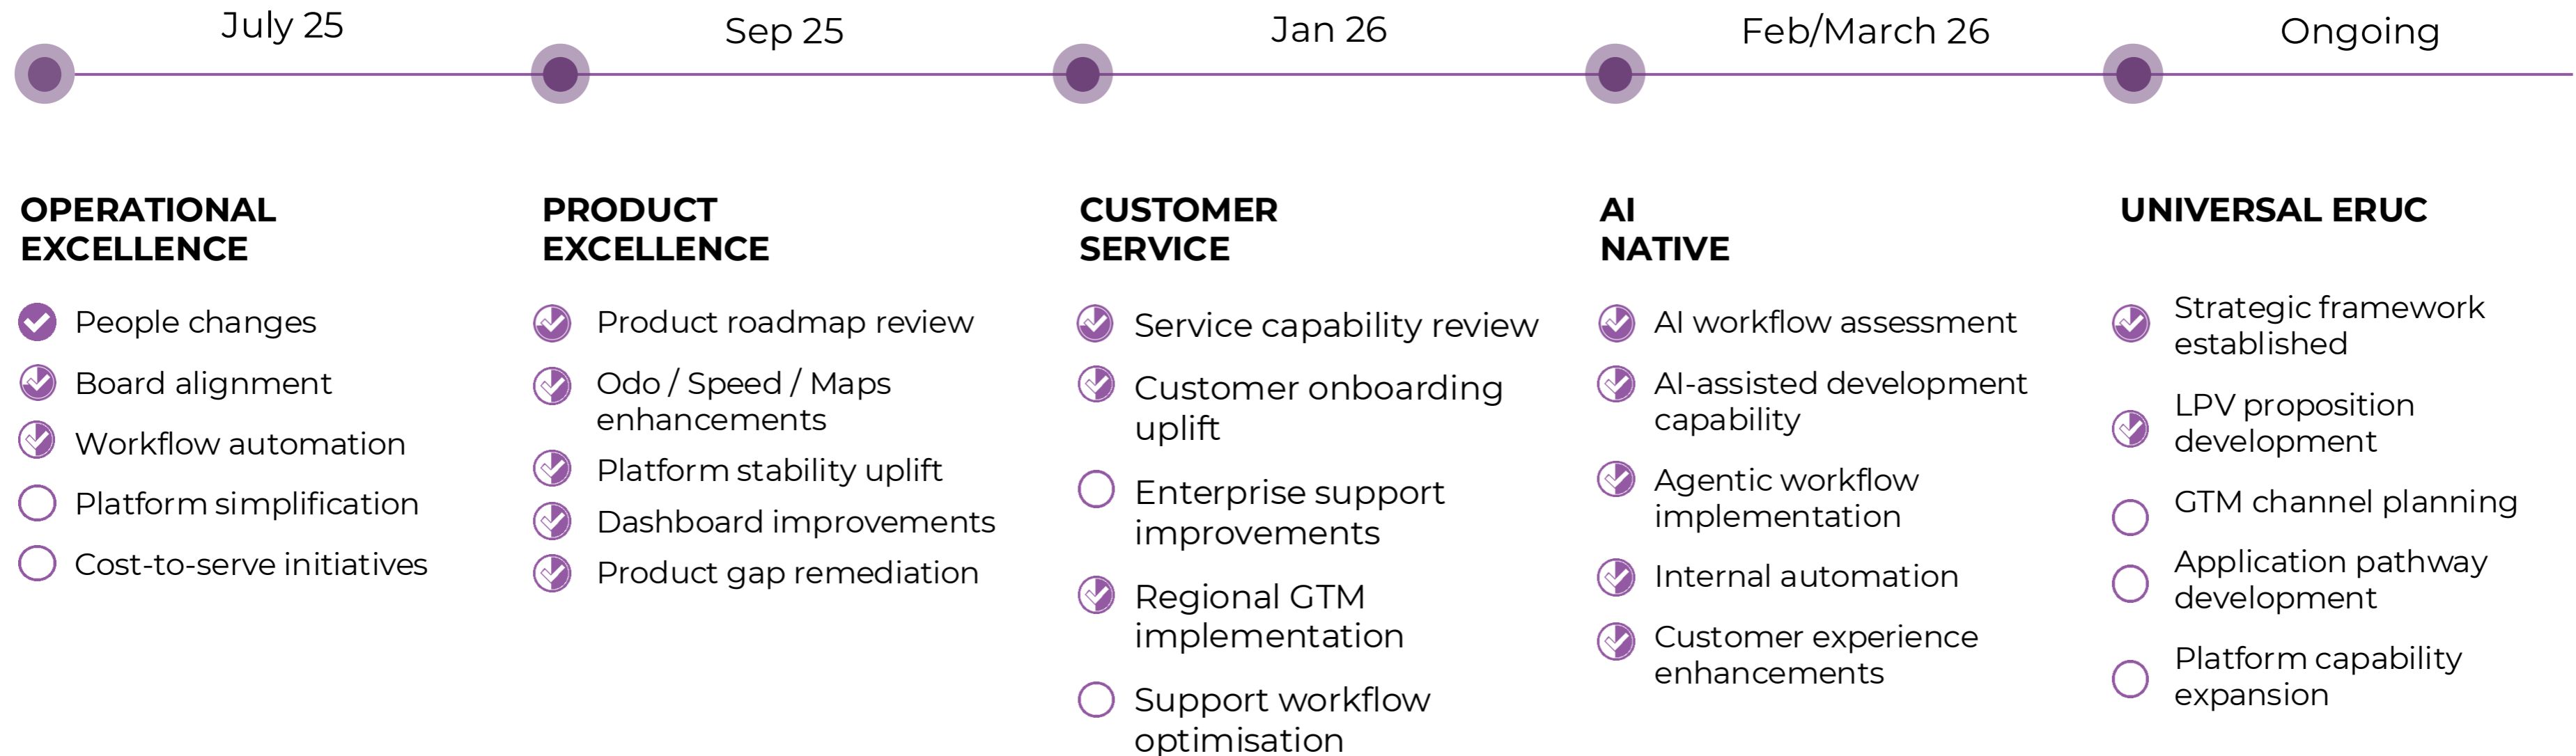 July 25
Sep 25
Jan 26
Feb/March 26
Ongoing
OPERATIONAL
EXCELLENCE
People changes
Board alignment
Workflow automation
Platform simplification
Cost-to-serve initiatives
PRODUCT
EXCELLENCE
Product roadmap review
Odo / Speed / Maps
enhancements
Platform stability uplift
Dashboard improvements
Product gap remediation
CUSTOMER
SERVICE
Service capability review
Customer onboarding
uplift
Enterprise support
improvements
Regional GTM
implementation
Support workflow
optimisation
AI
NATIVE
AI workflow assessment
AI-assisted development
capability
Agentic workflow
implementation
Internal automation
Customer experience
enhancements
UNIVERSAL ERUC
Strategic framework
established
LPV proposition
development
GTM channel planning
Application pathway
development
Platform capability
expansion